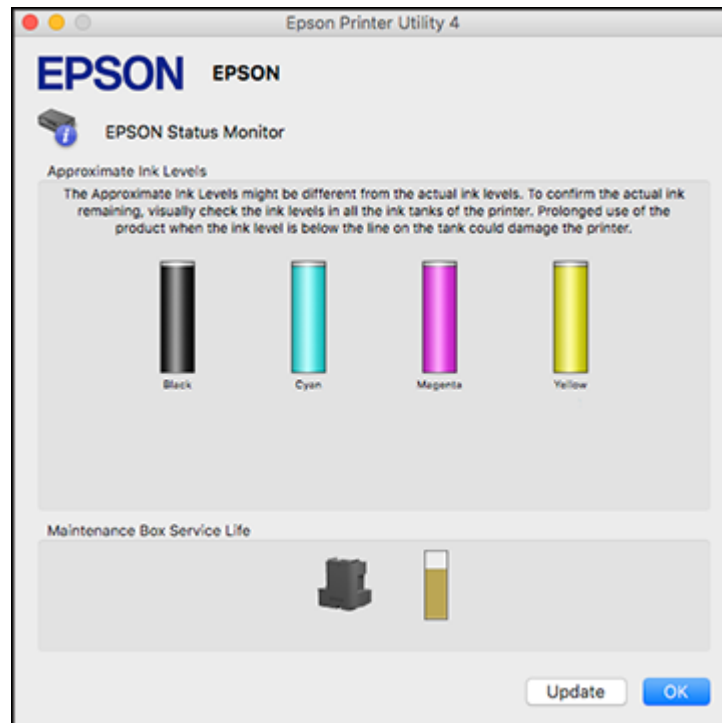 Epson Printer Utility 4
EPSON EPSON
EPSON Status Monitor
Approximate Ink Levels
The Approximate Ink Levels might be different from the actual ink levels. To confirm the actual ink
remaining, visually check the ink levels in all the ink tanks of the printer. Prolonged use of the
product when the ink level is below the line on the tank could damage the printer.
Black Cyan Magenta Yellow
Maintenance Box Service Life
Update OK